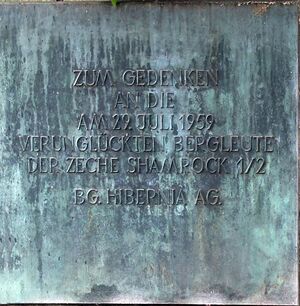 ZUM GEDENKEN
AN DIE
AM 22. JULI 1959
VERUNGLÜCKTEN BERGLEUTE
DER ZECHE SHAMROCK 1/2
BG. HIBERNIA AG.